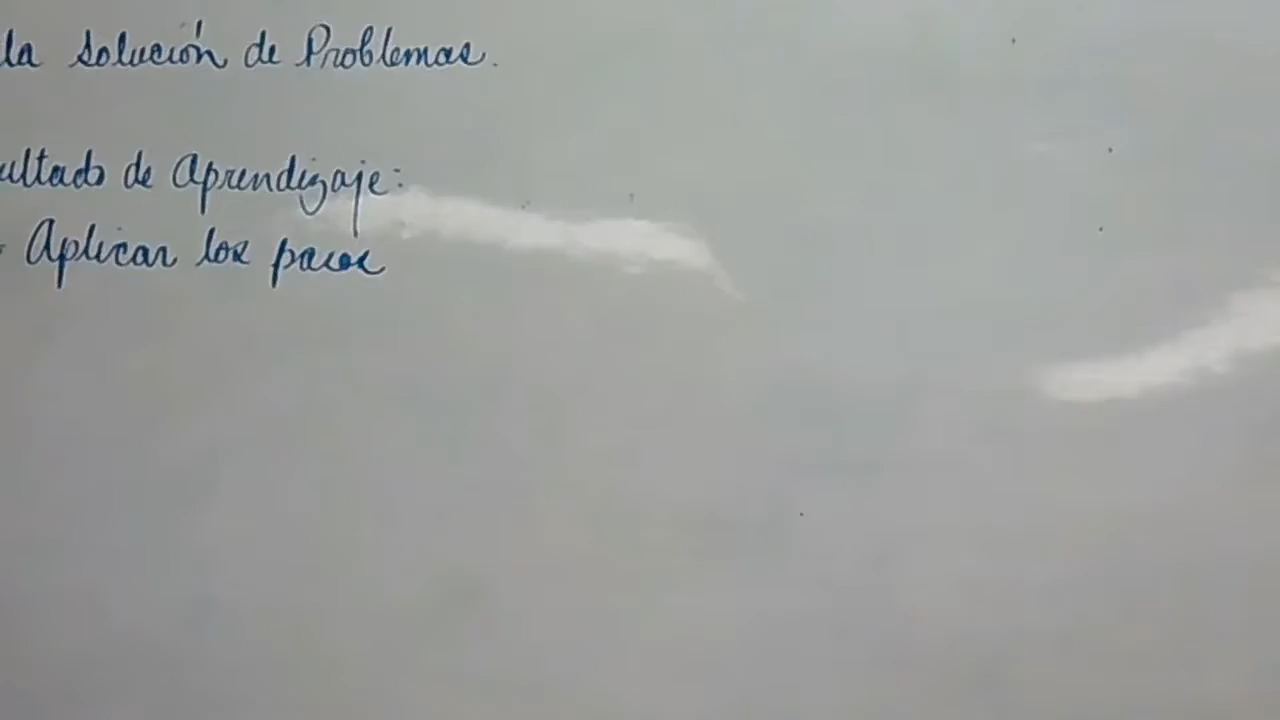 la solución de Problemas.
ultado de Aprendizaje:
Aplicar los pasos